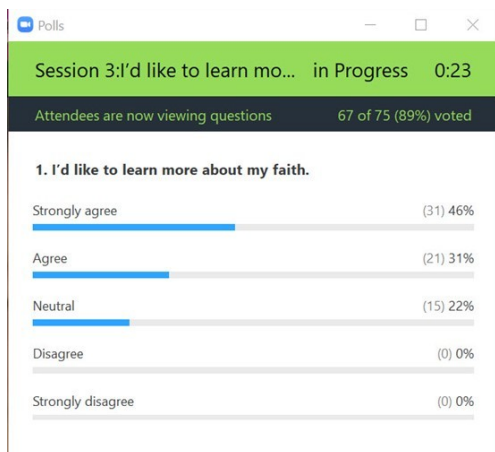 Polls
Session 3:I'd like to learn mo... in Progress 0:23
Attendees are now viewing questions 67 of 75 (89%) voted
1. I'd like to learn more about my faith.
Strongly agree (31) 46%
Agree (21) 31%
Neutral (15) 22%
Disagree (0) 0%
Strongly disagree (0) 0%